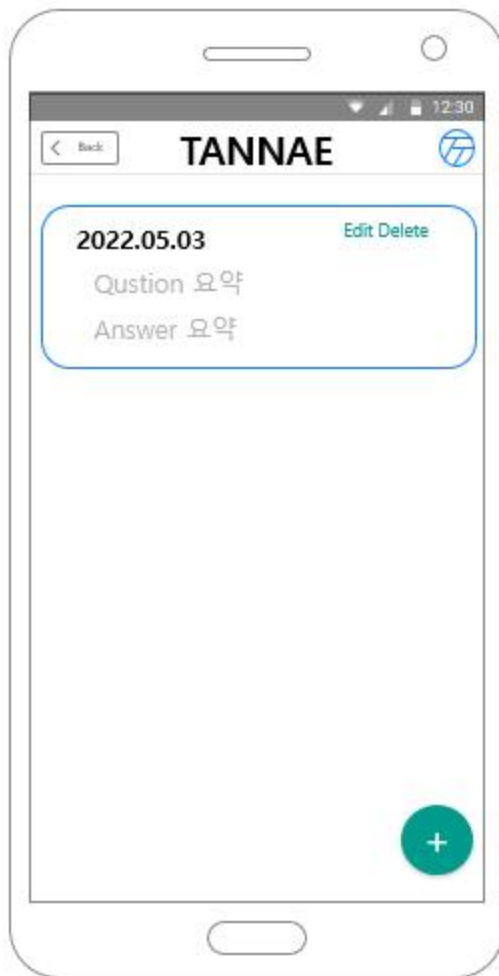 12:30
Back
TANNAE
2022.05.03
Edit Delete
Qustion 요약
Answer 요약
+